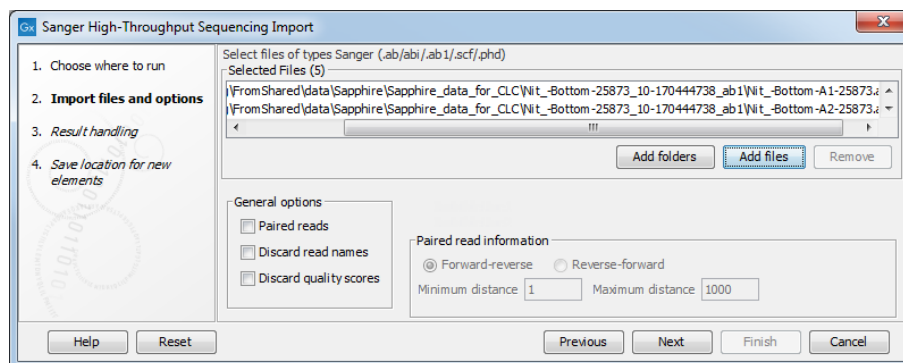 Gx Sanger High-Throughput Sequencing Import
1. Choose where to run
2. Import files and options
3. Result handling
4. Save location for new
elements
Select files of types Sanger (.ab/abi/.ab1/.scf/.phd)
Selected Files (5)
\FromShared\data\Sapphire\Sapphire_data_for_CLC\Nit_-Bottom-25873_10-170444738_ab1\Nit_-Bottom-A1-25873.a
\FromShared\data\Sapphire\Sapphire_data_for_CLC\Nit_-Bottom-25873_10-170444738_ab1\Nit_-Bottom-A2-25873.a
Add folders Add files Remove
General options
Paired reads
Discard read names
Discard quality scores
Paired read information
Forward-reverse Reverse-forward
Minimum distance 1 Maximum distance 1000
Help Reset Previous Next Finish Cancel